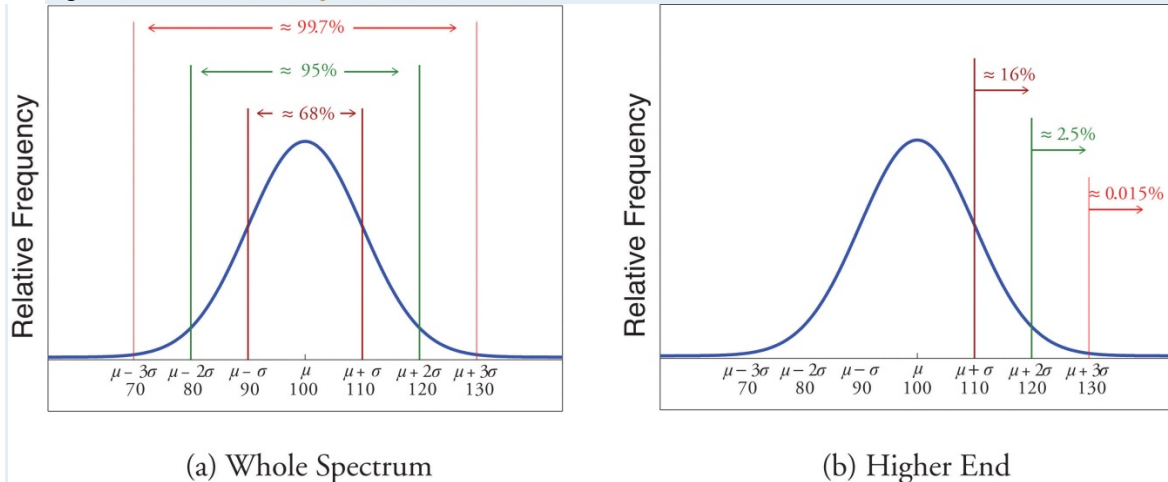 ≈ 99.7%
≈ 95%
≈ 68%
Relative Frequency
μ − 3σ μ − 2σ μ − σ μ μ + σ μ + 2σ μ + 3σ
70 80 90 100 110 120 130
(a) Whole Spectrum
≈ 16%
≈ 2.5%
≈ 0.015%
Relative Frequency
μ − 3σ μ − 2σ μ − σ μ μ + σ μ + 2σ μ + 3σ
70 80 90 100 110 120 130
(b) Higher End